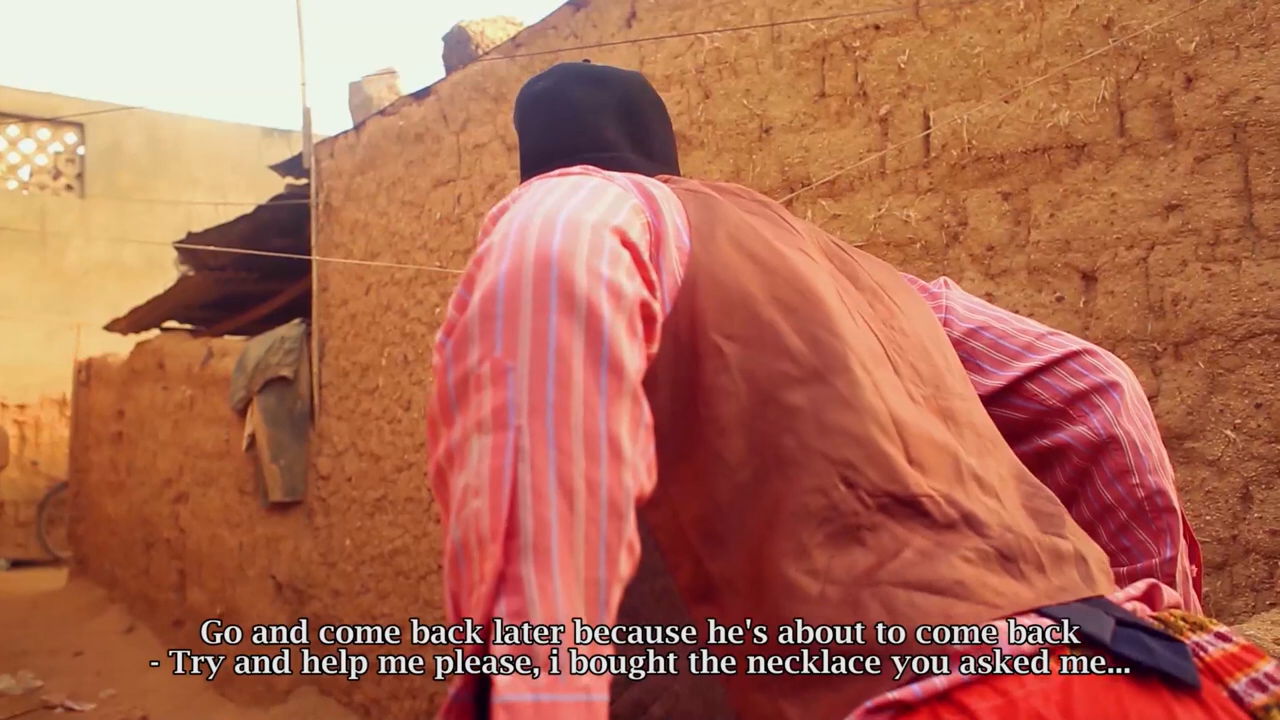 Go and come back later because he's about to come back
- Try and help me please, i bought the necklace you asked me...